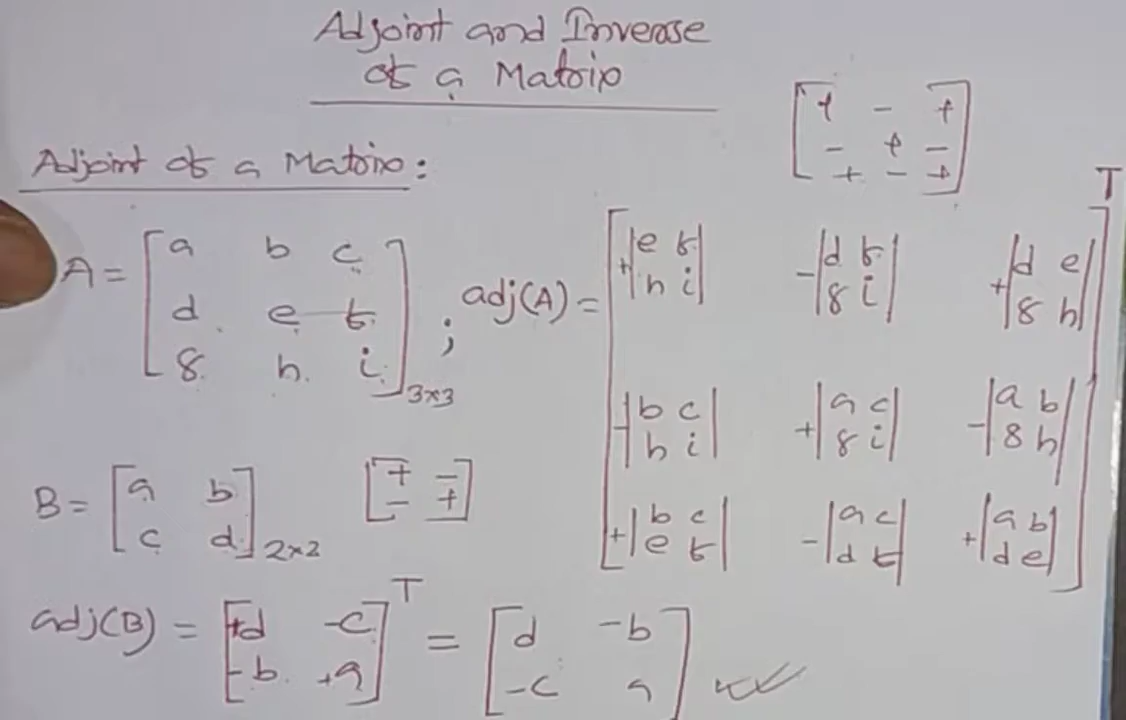 Adjoint and Inverse
of a Matrix
[+ - +
- + -
+ - +]
Adjoint of a Matrix:
A = [a b c
d e f
g h i]3×3 ; adj(A) = [+|e f| -|d f| +|d e|
|h i| |g i| |g h|
-|b c| +|a c| -|a b|
|h i| |g i| |g h|
+|b c| -|a c| +|a b|
|e f| |d f| |d e|]T
B = [a b
c d]2×2 [+ -
- +]
adj(B) = [+d -c
-b +a]T = [d -b
-c a]